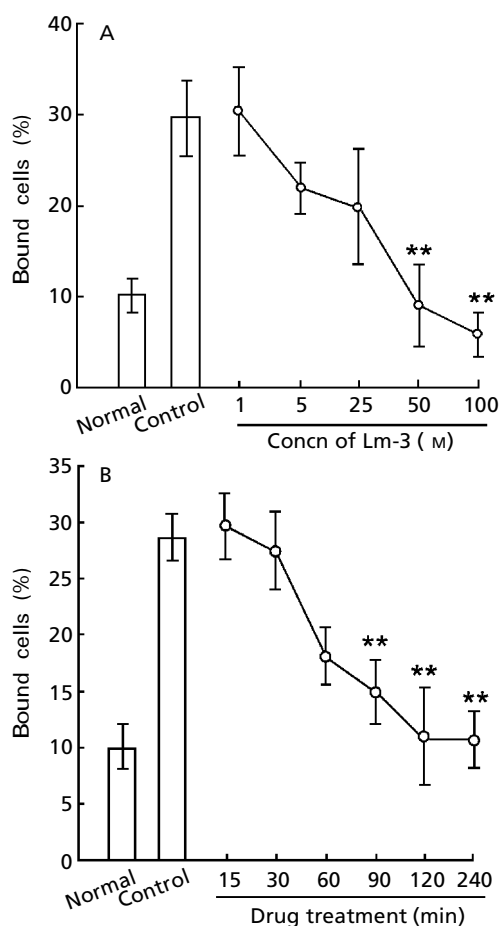 A
40
30
20
10
0
Bound cells (%)
**
**
Normal Control 1 5 25 50 100
Concn of Lm-3 ( M)
B
35
30
25
20
15
10
5
0
Bound cells (%)
**
**
**
Normal Control 15 30 60 90 120 240
Drug treatment (min)